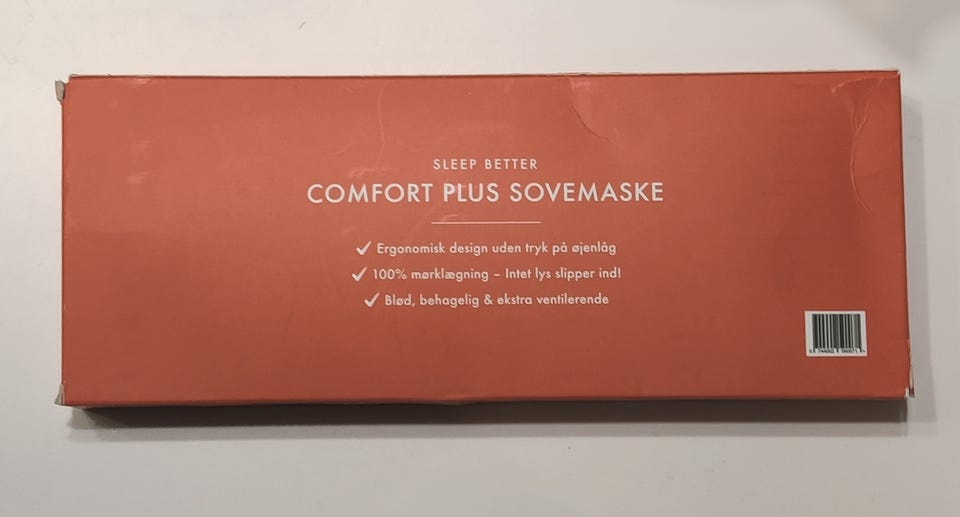 SLEEP BETTER
COMFORT PLUS SOVEMASKE
✓ Ergonomisk design uden tryk på øjenlåg
✓ 100% mørklægning – Intet lys slipper ind!
✓ Blød, behagelig & ekstra ventilerende